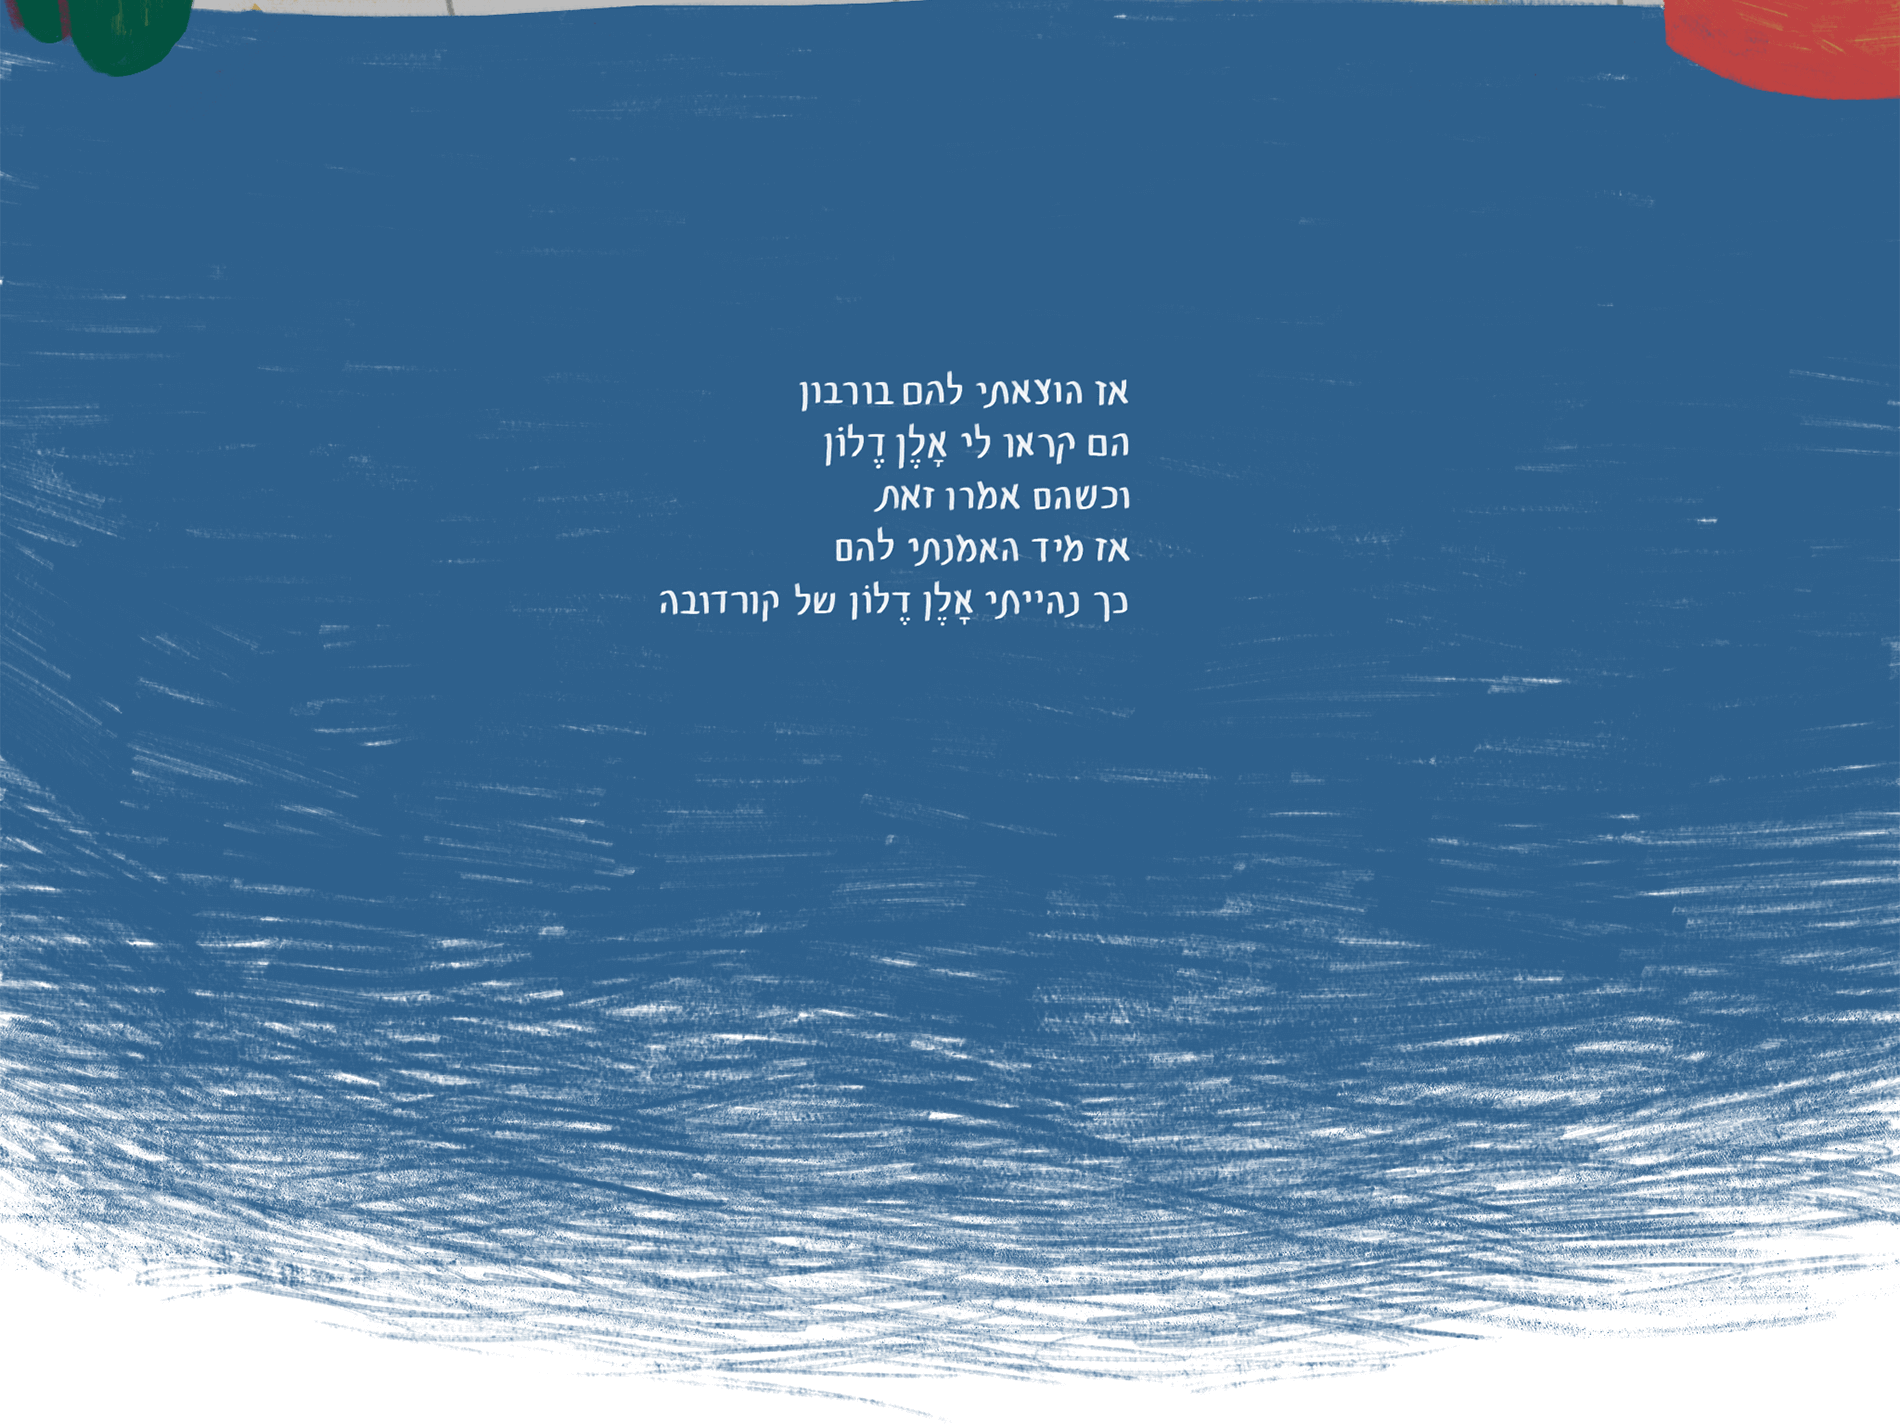 אז הוצאתי להם בורבון
הם קראו לי אָלֶן דֶלוֹן
וכשהם אמרו זאת
אז מיד האמנתי להם
כך נהייתי אָלֶן דֶלוֹן של קורדובה